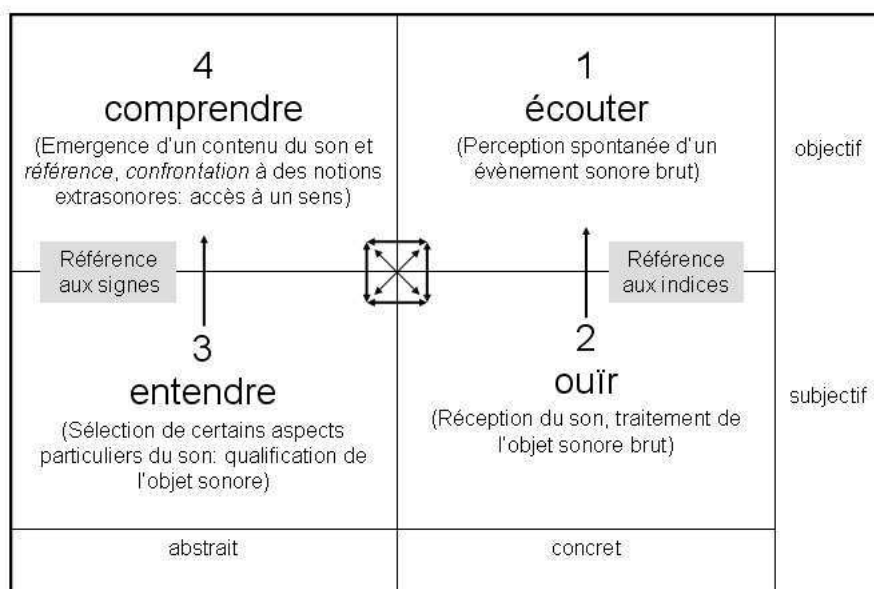 4
comprendre
(Emergence d'un contenu du son et
référence, confrontation à des notions
extrasonores: accès à un sens)
1
écouter
(Perception spontanée d'un
évènement sonore brut)
objectif
Référence
aux signes
Référence
aux indices
3
entendre
(Sélection de certains aspects
particuliers du son: qualification de
l'objet sonore)
2
ouïr
(Réception du son, traitement de
l'objet sonore brut)
subjectif
abstrait
concret